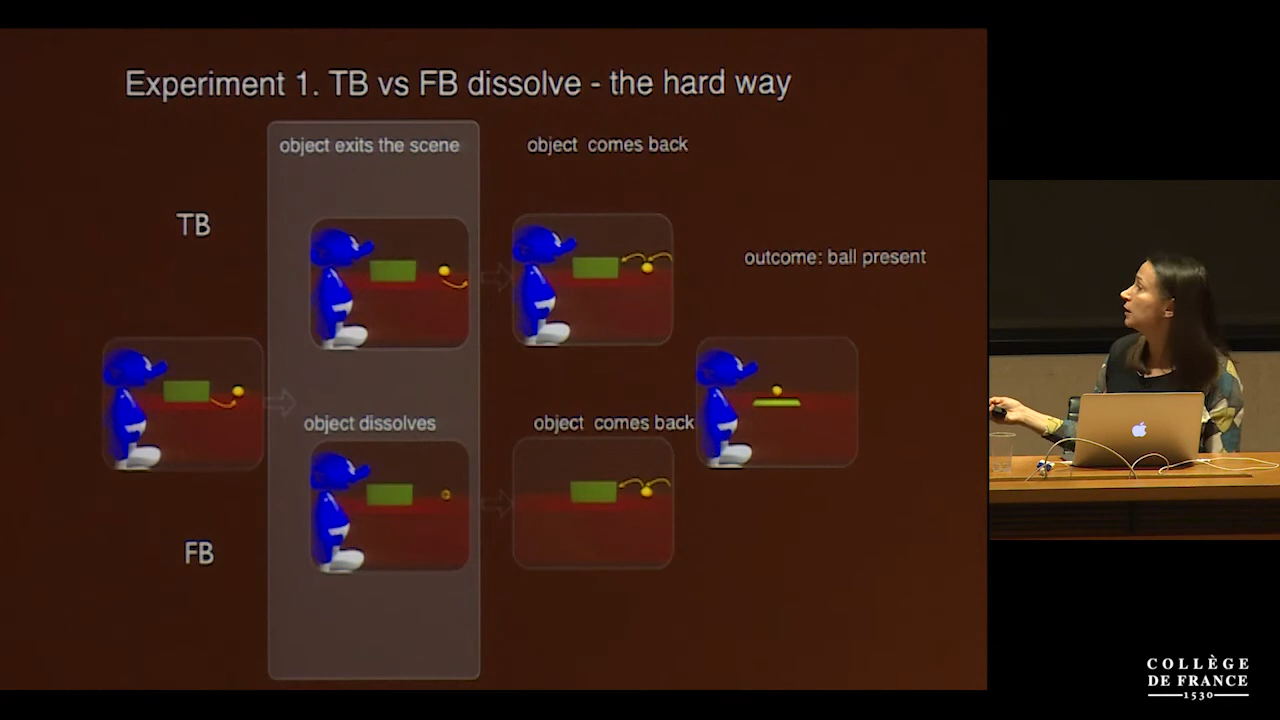 Experiment 1. TB vs FB dissolve - the hard way
object exits the scene
object comes back
TB
outcome: ball present
object dissolves
object comes back
FB
COLLÈGE
DE FRANCE
1530